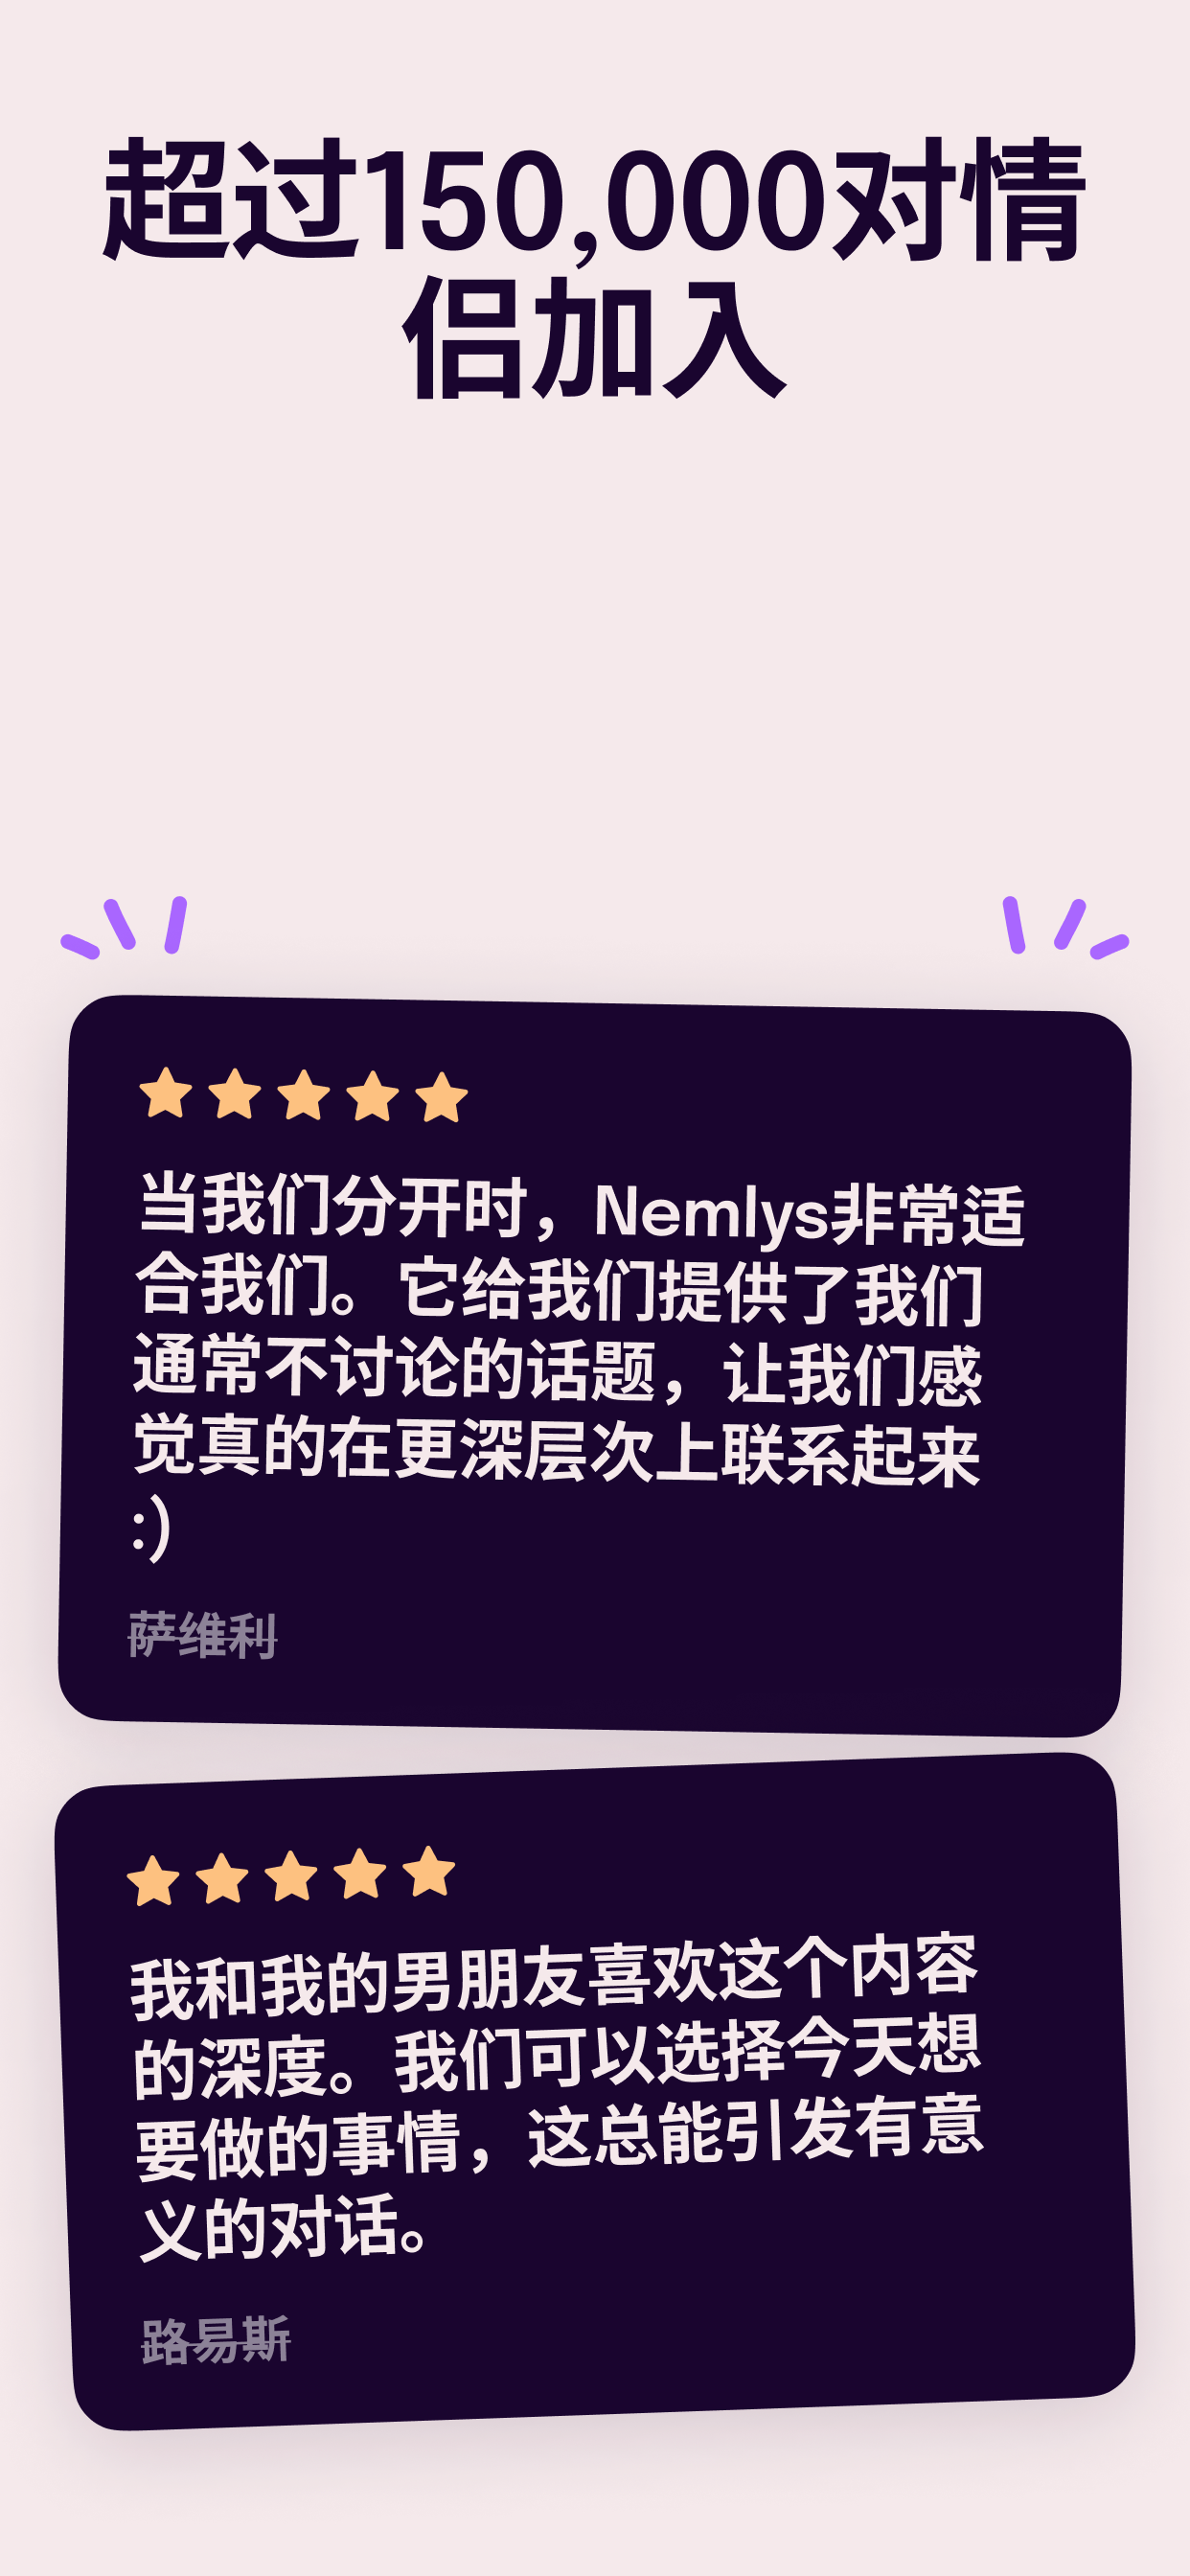 超过150,000对情
侣加入
当我们分开时，Nemlys非常适
合我们。它给我们提供了我们
通常不讨论的话题，让我们感
觉真的在更深层次上联系起来
:)
萨维利
我和我的男朋友喜欢这个内容
的深度。我们可以选择今天想
要做的事情，这总能引发有意
义的对话。
路易斯